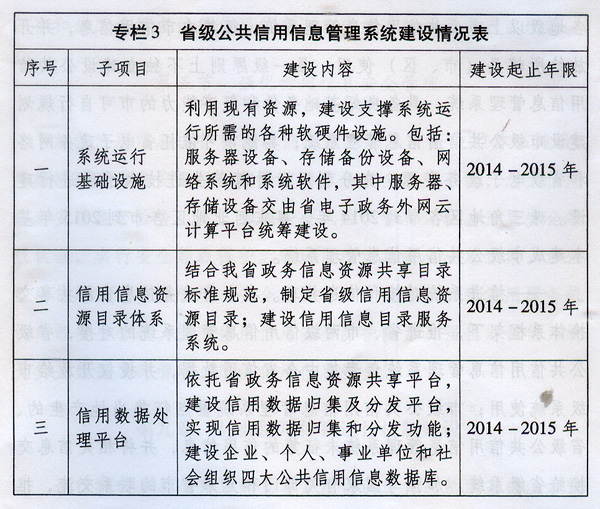 专栏3 省级公共信用信息管理系统建设情况表
序号 子项目 建设内容 建设起止年限
一 系统运行
基础设施
利用现有资源，建设支撑系统运
行所需的各种软硬件设施。包括：
服务器设备、存储备份设备、网
络系统和系统软件，其中服务器、
存储设备交由省电子政务外网云
计算平台统筹建设。
2014－2015年
二 信用信息资
源目录体系
结合我省政务信息资源共享目录
标准规范，制定省级信用信息资
源目录；建设信用信息目录服务
系统。
2014－2015年
三 信用数据处
理平台
依托省政务信息资源共享平台，
建设信用数据归集及分发平台，
实现信用数据归集和分发功能；
建设企业、个人、事业单位和社
会组织四大公共信用信息数据库。
2014－2015年